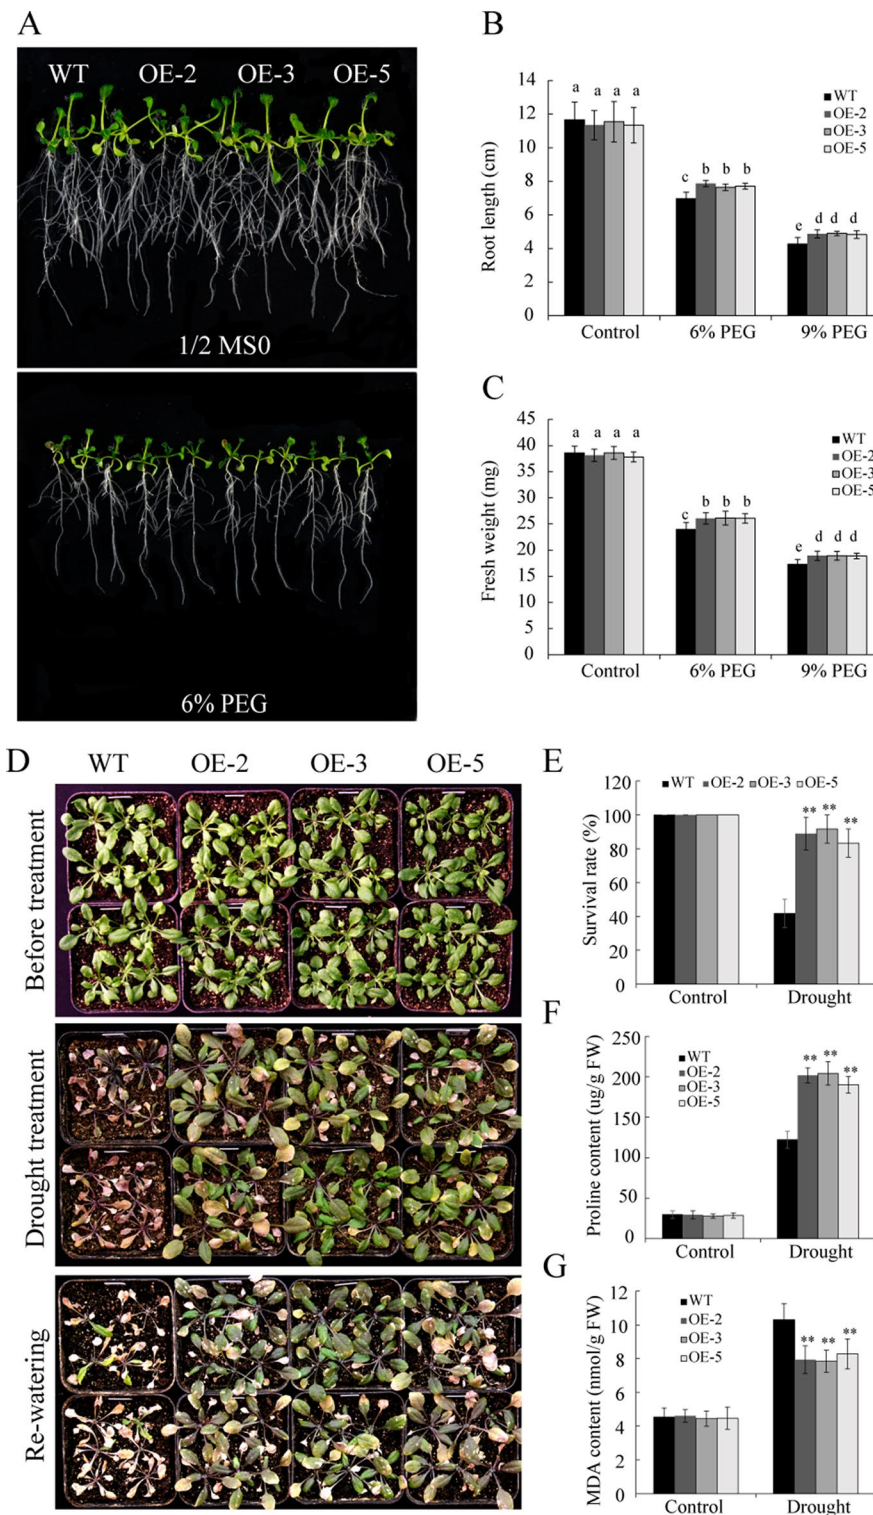 A
WT OE-2 OE-3 OE-5
1/2 MS0
6% PEG
B
Root length (cm)
14
12
10
8
6
4
2
0
a a a a
c b b b
e d d d
WT
OE-2
OE-3
OE-5
Control 6% PEG 9% PEG
C
Fresh weight (mg)
45
40
35
30
25
20
15
10
5
0
a a a a
c b b b
e d d d
WT
OE-2
OE-3
OE-5
Control 6% PEG 9% PEG
D
WT OE-2 OE-3 OE-5
Before treatment
Drought treatment
Re-watering
E
Survival rate (%)
120
100
80
60
40
20
0
WT OE-2 OE-3 OE-5
** ** **
Control Drought
F
Proline content (ug/g FW)
250
200
150
100
50
0
WT
OE-2
OE-3
OE-5
** ** **
Control Drought
G
MDA content (nmol/g FW)
12
10
8
6
4
2
0
WT
OE-2
OE-3
OE-5
** ** **
Control Drought